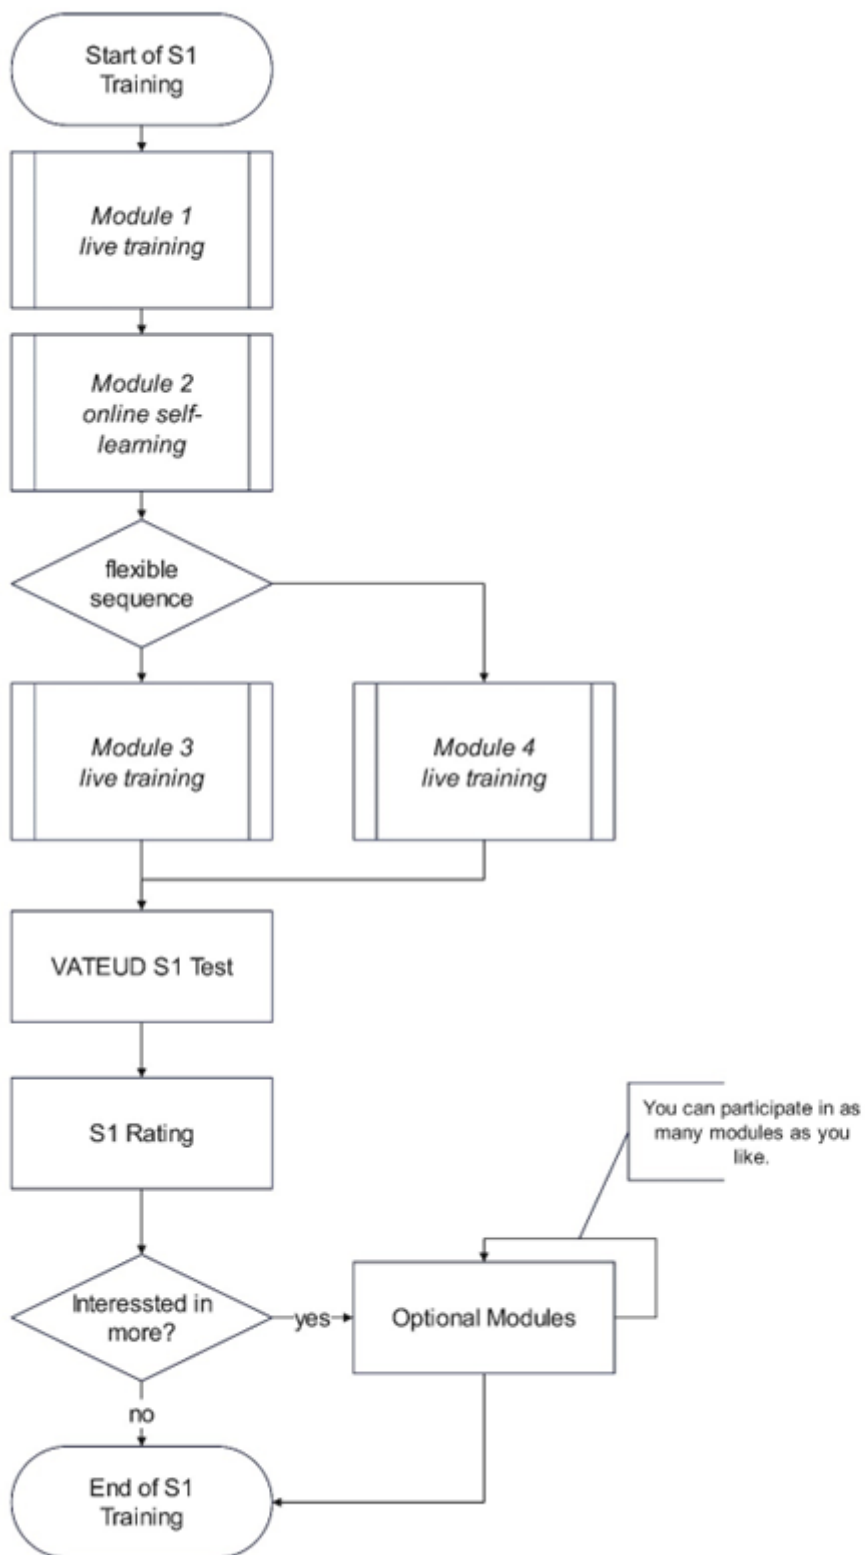 Start of S1
Training
Module 1
live training
Module 2
online self-
learning
flexible
sequence
Module 3
live training
Module 4
live training
VATEUD S1 Test
S1 Rating
You can participate in as
many modules as you
like.
Interessted in
more?
yes
Optional Modules
no
End of S1
Training